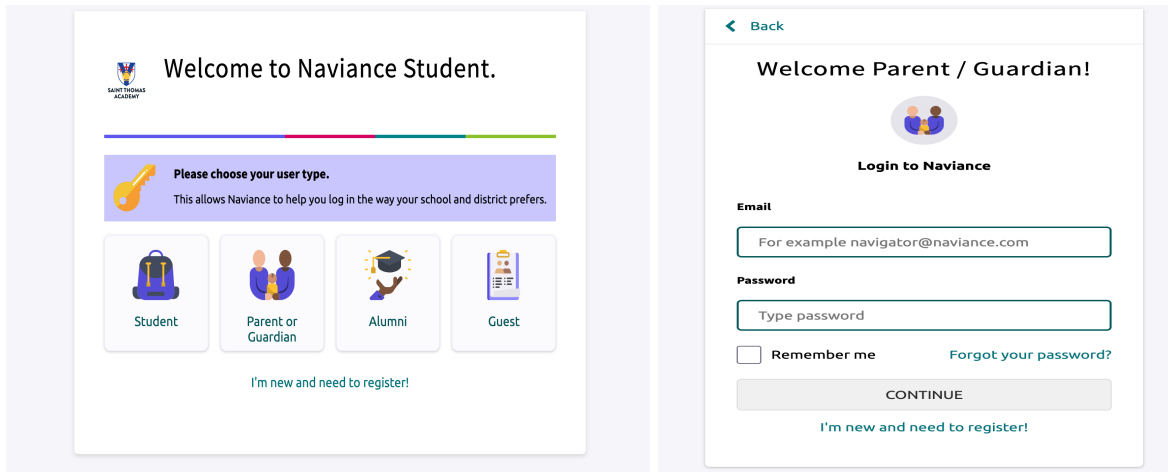 SAINT THOMAS
ACADEMY
Welcome to Naviance Student.
Please choose your user type.
This allows Naviance to help you log in the way your school and district prefers.
Student
Parent or
Guardian
Alumni
Guest
I'm new and need to register!
Back
Welcome Parent / Guardian!
Login to Naviance
Email
For example navigator@naviance.com
Password
Type password
Remember me
Forgot your password?
CONTINUE
I'm new and need to register!